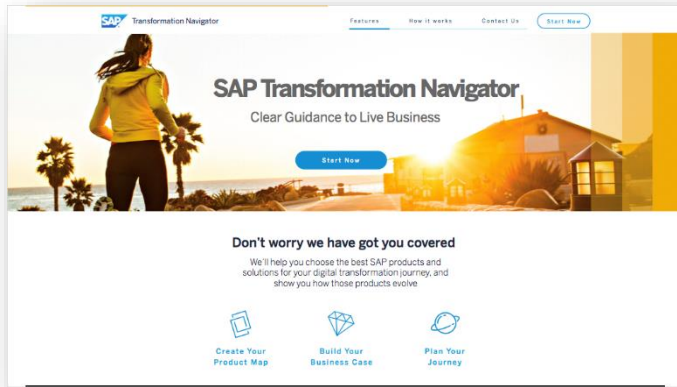 SAP Transformation Navigator
Features How it works Contact Us Start Now
SAP Transformation Navigator
Clear Guidance to Live Business
Start Now
Don't worry we have got you covered
We'll help you choose the best SAP products and
solutions for your digital transformation journey, and
show you how those products evolve
Create Your
Product Map
Build Your
Business Case
Plan Your
Journey